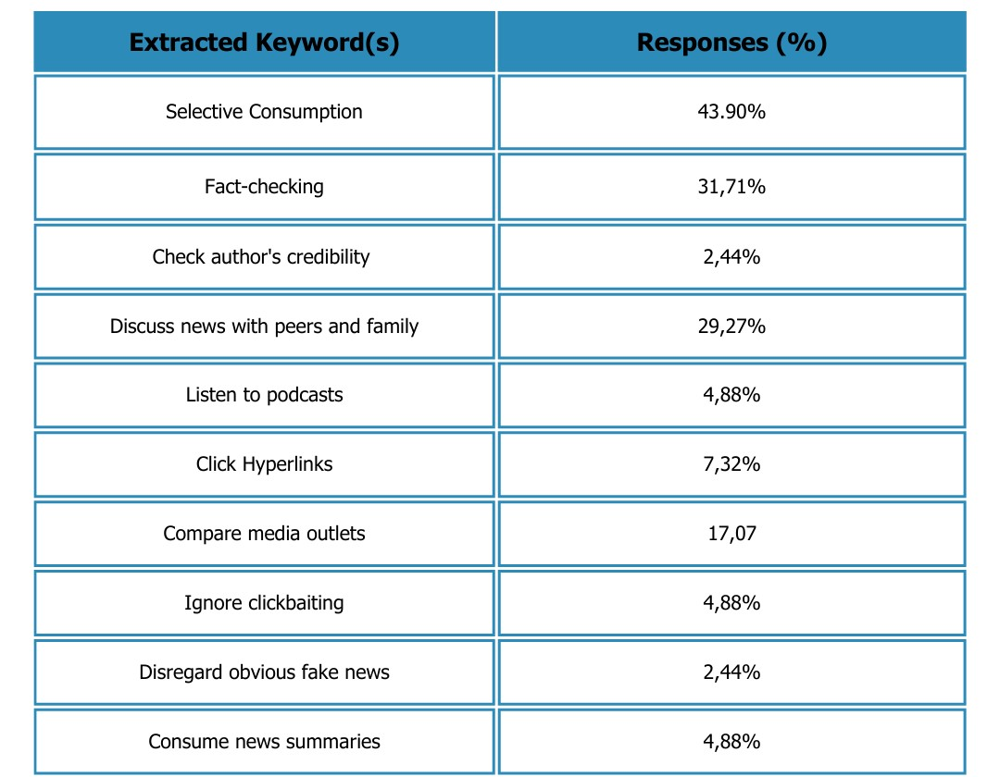 Extracted Keyword(s) Responses (%)
Selective Consumption 43.90%
Fact-checking 31,71%
Check author's credibility 2,44%
Discuss news with peers and family 29,27%
Listen to podcasts 4,88%
Click Hyperlinks 7,32%
Compare media outlets 17,07
Ignore clickbaiting 4,88%
Disregard obvious fake news 2,44%
Consume news summaries 4,88%